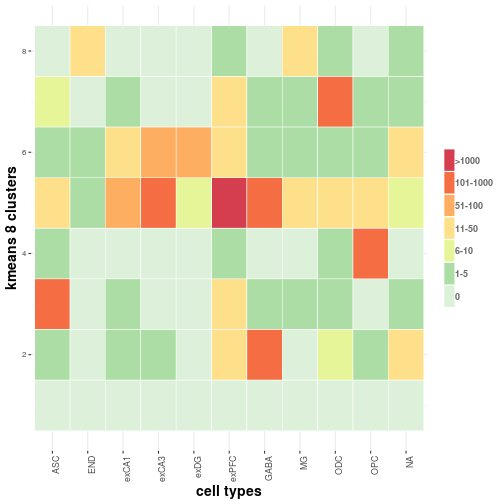 kmeans 8 clusters
8
6
4
2
ASC
END
exCA1
exCA3
exDG
exPFC
GABA
MG
ODC
OPC
NA
cell types
>1000
101-1000
51-100
11-50
6-10
1-5
0